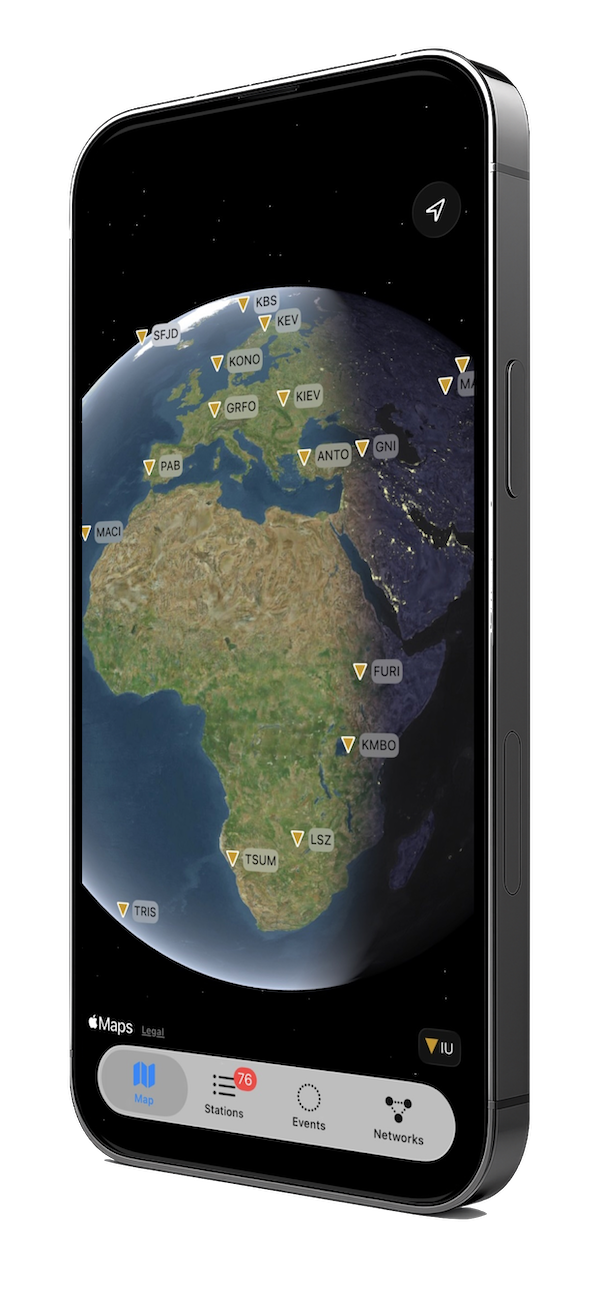 KBS
KEV
SFJD
KONO
KIEV
GRFO
MA
GNI
ANTO
PAB
MACI
FURI
KMBO
LSZ
TSUM
TRIS
Maps Legal
IU
76
Map
Stations
Events
Networks